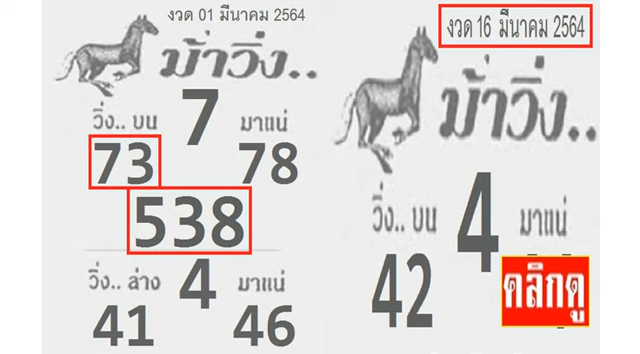 งวด 01 มีนาคม 2564
ม้าวิ่ง..
วิ่ง.. บน 7 มาแน่
73 78
538
วิ่ง.. ล่าง 4 มาแน่
41 46
งวด 16 มีนาคม 2564
ม้าวิ่ง..
วิ่ง.. บน 4 มาแน่
42 คลิกดู